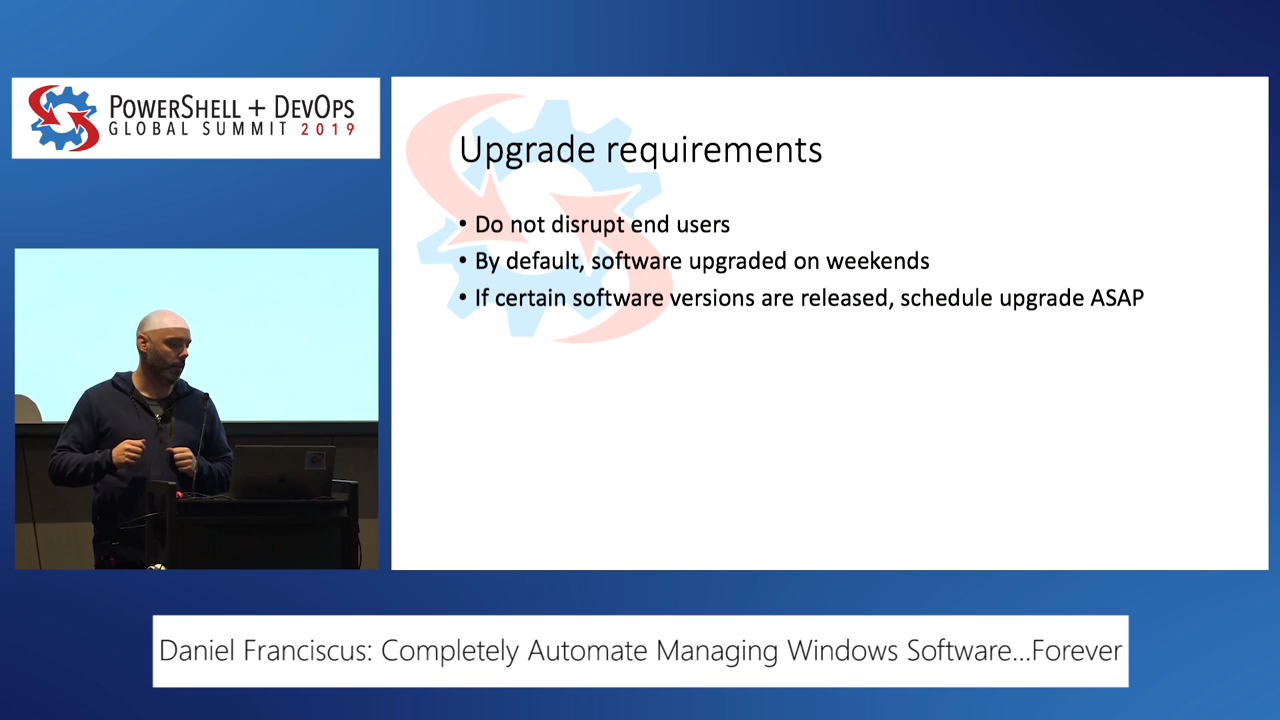 POWERSHELL + DEVOPS
GLOBAL SUMMIT 2019
Upgrade requirements
• Do not disrupt end users
• By default, software upgraded on weekends
• If certain software versions are released, schedule upgrade ASAP
Daniel Franciscus: Completely Automate Managing Windows Software...Forever